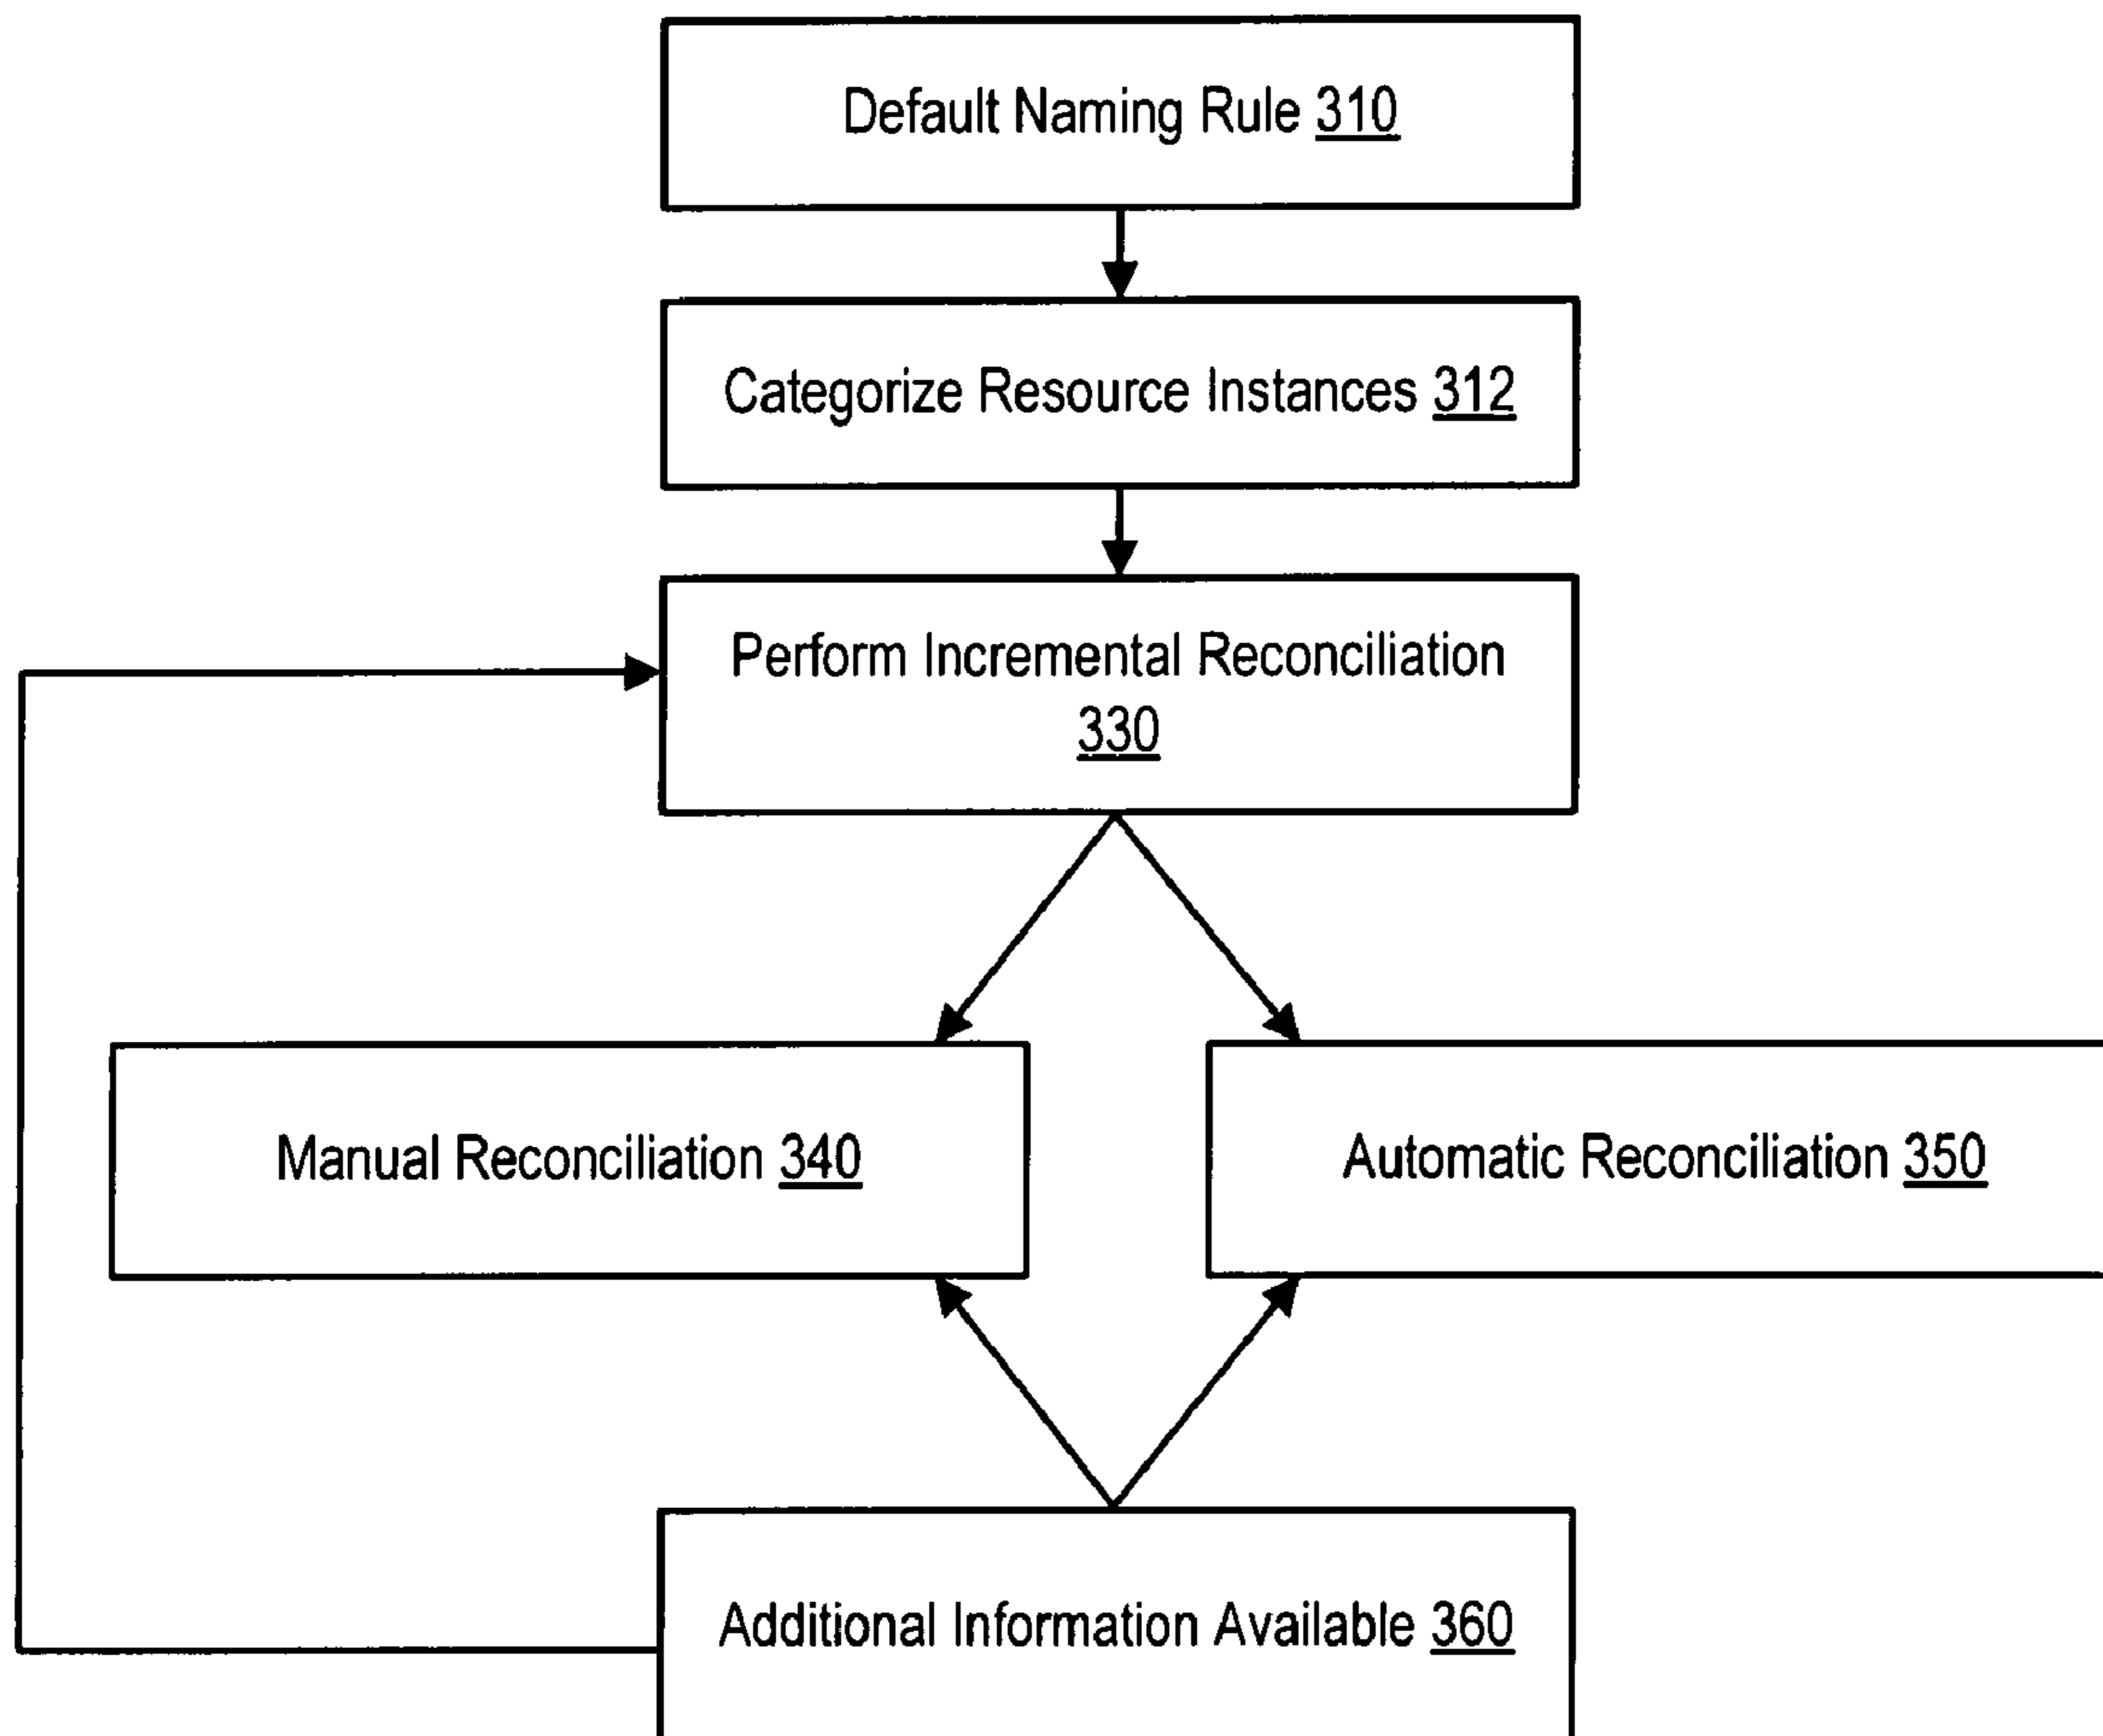 Default Naming Rule 310
Categorize Resource Instances 312
Perform Incremental Reconciliation
330
Manual Reconciliation 340
Automatic Reconciliation 350
Additional Information Available 360